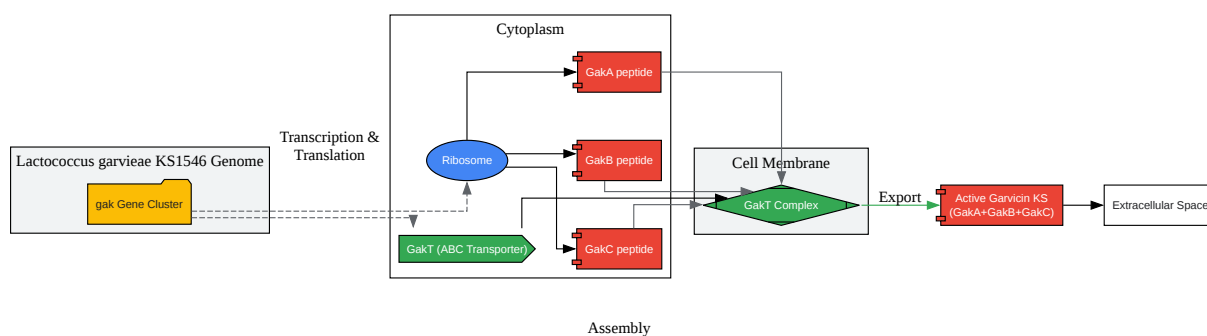 Cytoplasm
GakA peptide
Transcription &
Translation
Lactococcus garvieae KS1546 Genome
gak Gene Cluster
Ribosome
GakB peptide
Cell Membrane
GakT Complex
Export
Active Garvicin KS
(GakA+GakB+GakC)
Extracellular Space
GakT (ABC Transporter)
GakC peptide
Assembly